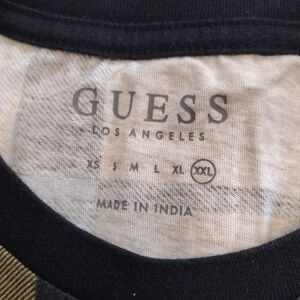 GUESS
LOS ANGELES
XS S M L XL XXL
MADE IN INDIA